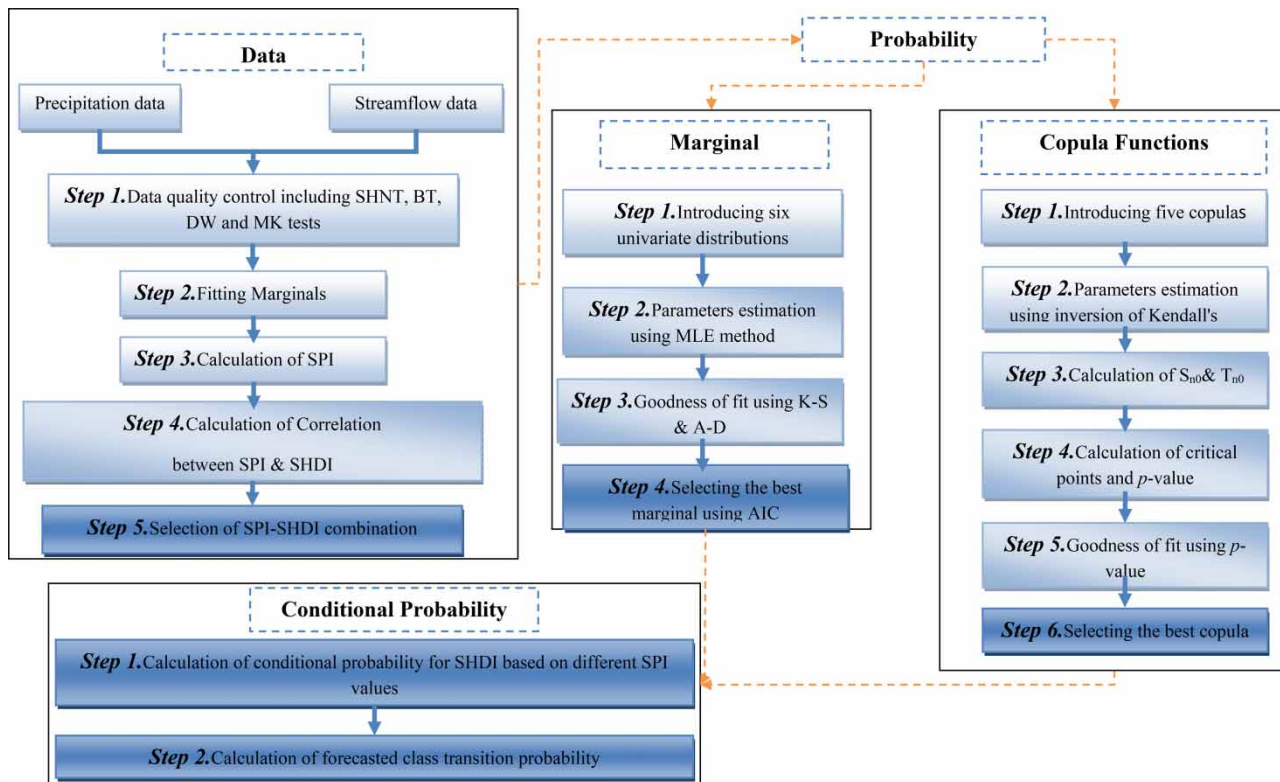 Data
Precipitation data
Streamflow data
Step 1.Data quality control including SHNT, BT,
DW and MK tests
Step 2.Fitting Marginals
Step 3.Calculation of SPI
Step 4.Calculation of Correlation
between SPI & SHDI
Step 5.Selection of SPI-SHDI combination
Probability
Marginal
Step 1.Introducing six
univariate distributions
Step 2.Parameters estimation
using MLE method
Step 3.Goodness of fit using K-S
& A-D
Step 4.Selecting the best
marginal using AIC
Copula Functions
Step 1.Introducing five copulas
Step 2.Parameters estimation
using inversion of Kendall's
Step 3.Calculation of Sn0& Tn0
Step 4.Calculation of critical
points and p-value
Step 5.Goodness of fit using p-
value
Step 6.Selecting the best copula
Conditional Probability
Step 1.Calculation of conditional probability for SHDI based on different SPI
values
Step 2.Calculation of forecasted class transition probability